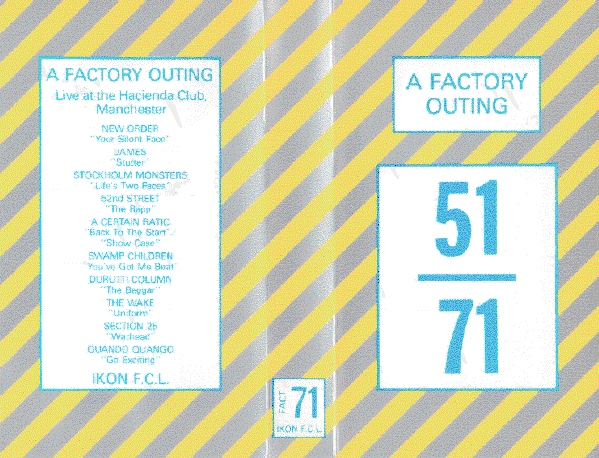 A FACTORY OUTING
Live at the Haçienda Club,
Manchester
NEW ORDER
"Your Silent Face"
JAMES
"Stutter"
STOCKHOLM MONSTERS
"Life's Two Faces"
52nd STREET
"The Rapp"
A CERTAIN RATIO
"Back To The Start".
"Show Case"
SWAMP CHILDREN
"You've Got Me Beat"
DURUTTI COLUMN
"The Beggar"
THE WAKE
"Uniform"
SECTION 25
"Warhead"
QUANDO QUANGO
"Go Exciting"
IKON F.C.L.
FACT
71
IKON F.C.L.
A FACTORY
OUTING
51
71